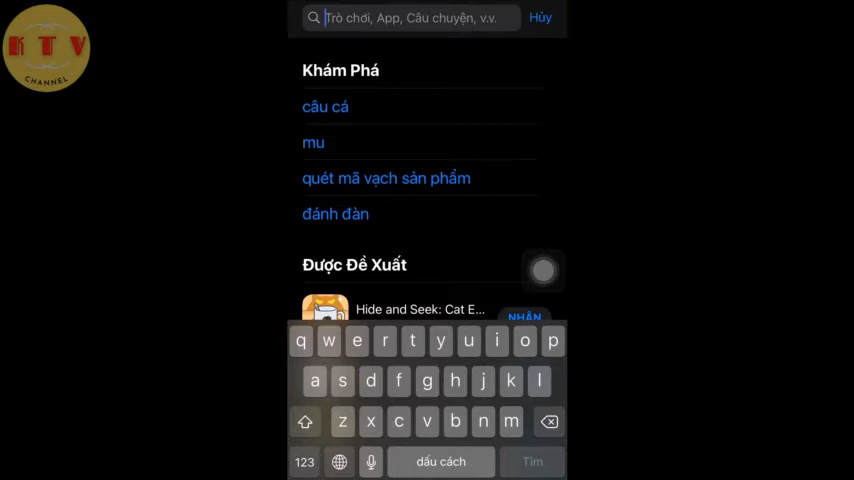 K T V
CHANNEL
Trò chơi, App, Câu chuyện, v.v.
Hủy
Khám Phá
câu cá
mu
quét mã vạch sản phẩm
đánh đàn
Được Đề Xuất
Hide and Seek: Cat E...
NHẬN
q w e r t y u i o p
a s d f g h j k l
z x c v b n m
123 dấu cách Tìm